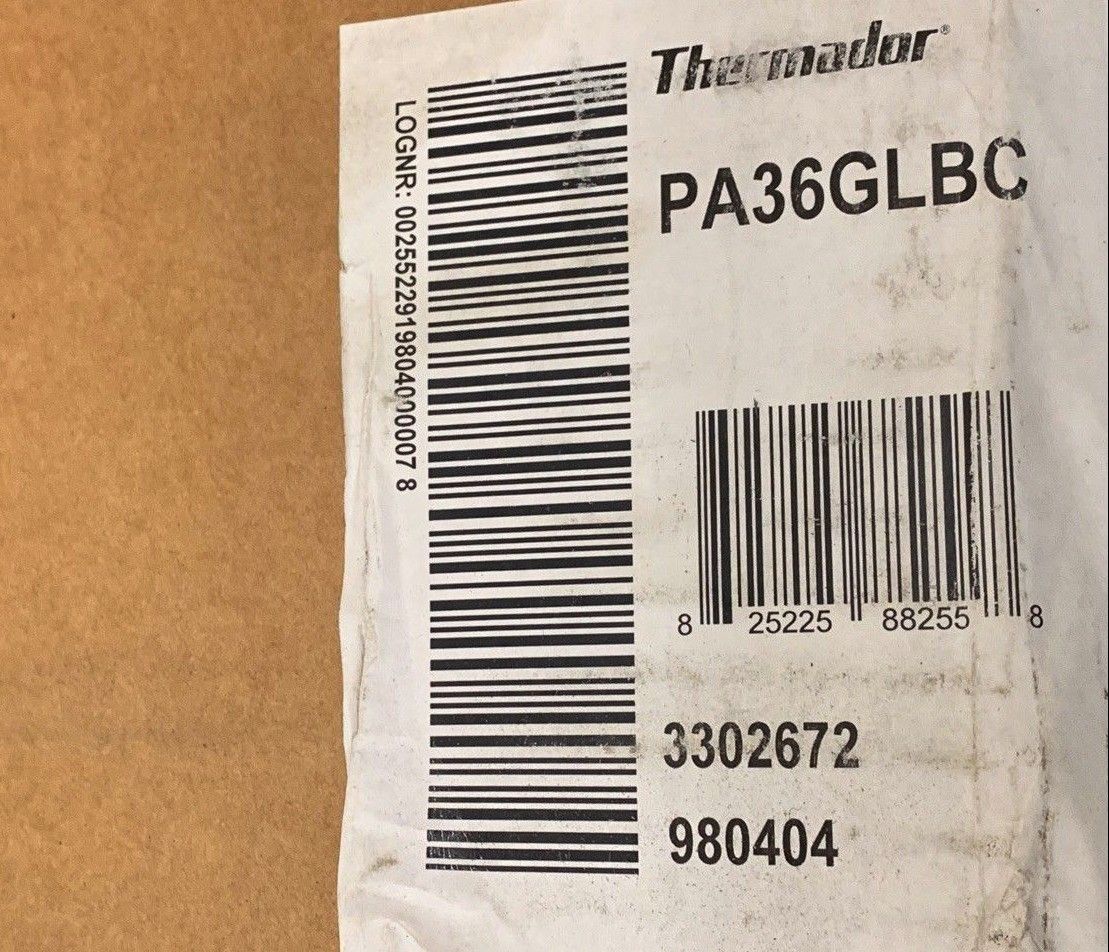 Thermador®
PA36GLBC
LOGNR: 0025522919804000007 8
8 25225 88255 8
3302672
980404